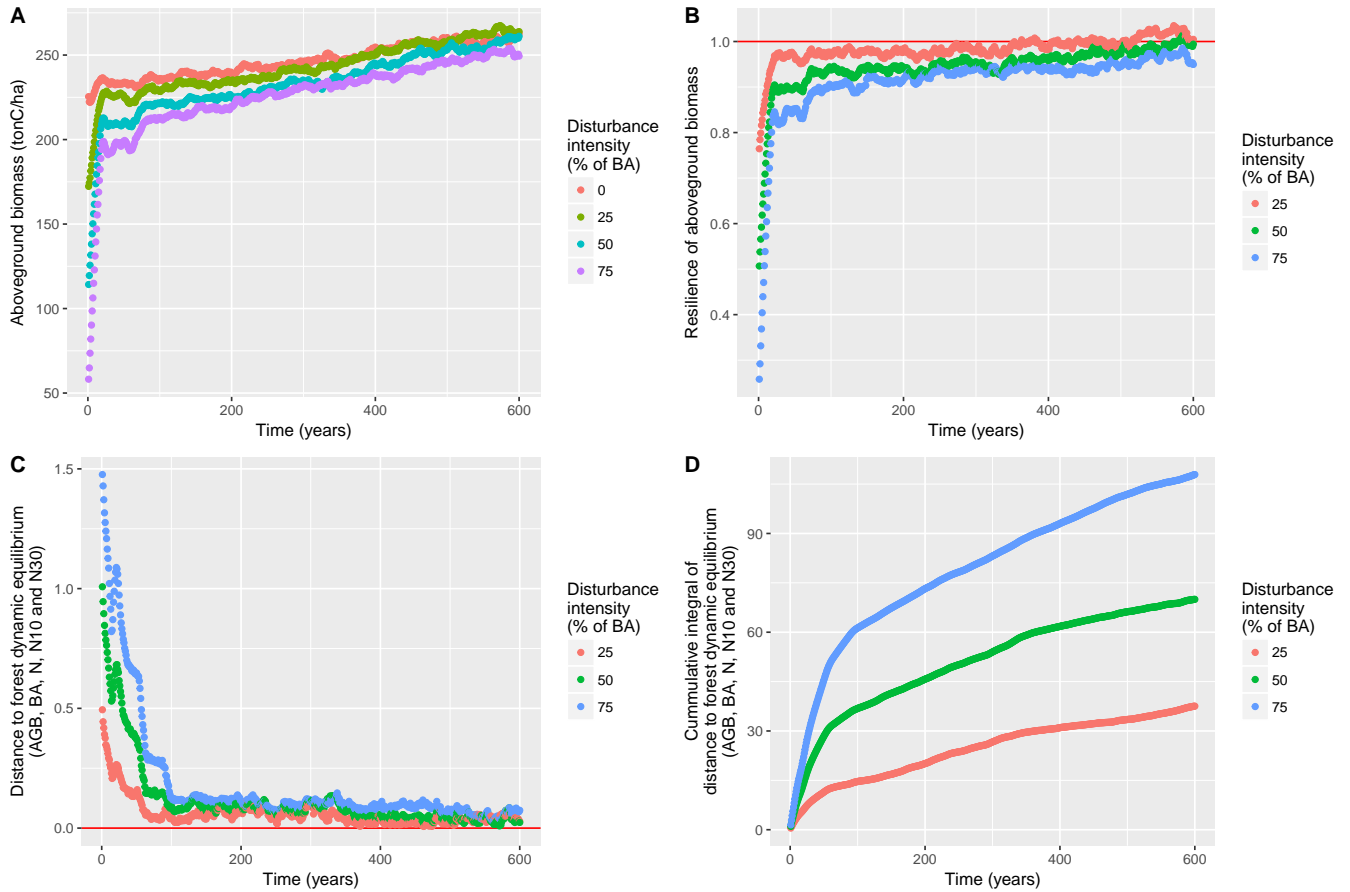 A
Aboveground biomass (tonC/ha)
250
200
150
100
50
0
200
400
600
Time (years)
Disturbance
intensity
(% of BA)
0
25
50
75
B
Resilience of aboveground biomass
1.0
0.8
0.6
0.4
0
200
400
600
Time (years)
Disturbance
intensity
(% of BA)
25
50
75
C
Distance to forest dynamic equilibrium
(AGB, BA, N, N10 and N30)
1.5
1.0
0.5
0.0
0
200
400
600
Time (years)
Disturbance
intensity
(% of BA)
25
50
75
D
Cummulative integral of
distance to forest dynamic equilibrium
(AGB, BA, N, N10 and N30)
90
60
30
0
0
200
400
600
Time (years)
Disturbance
intensity
(% of BA)
25
50
75